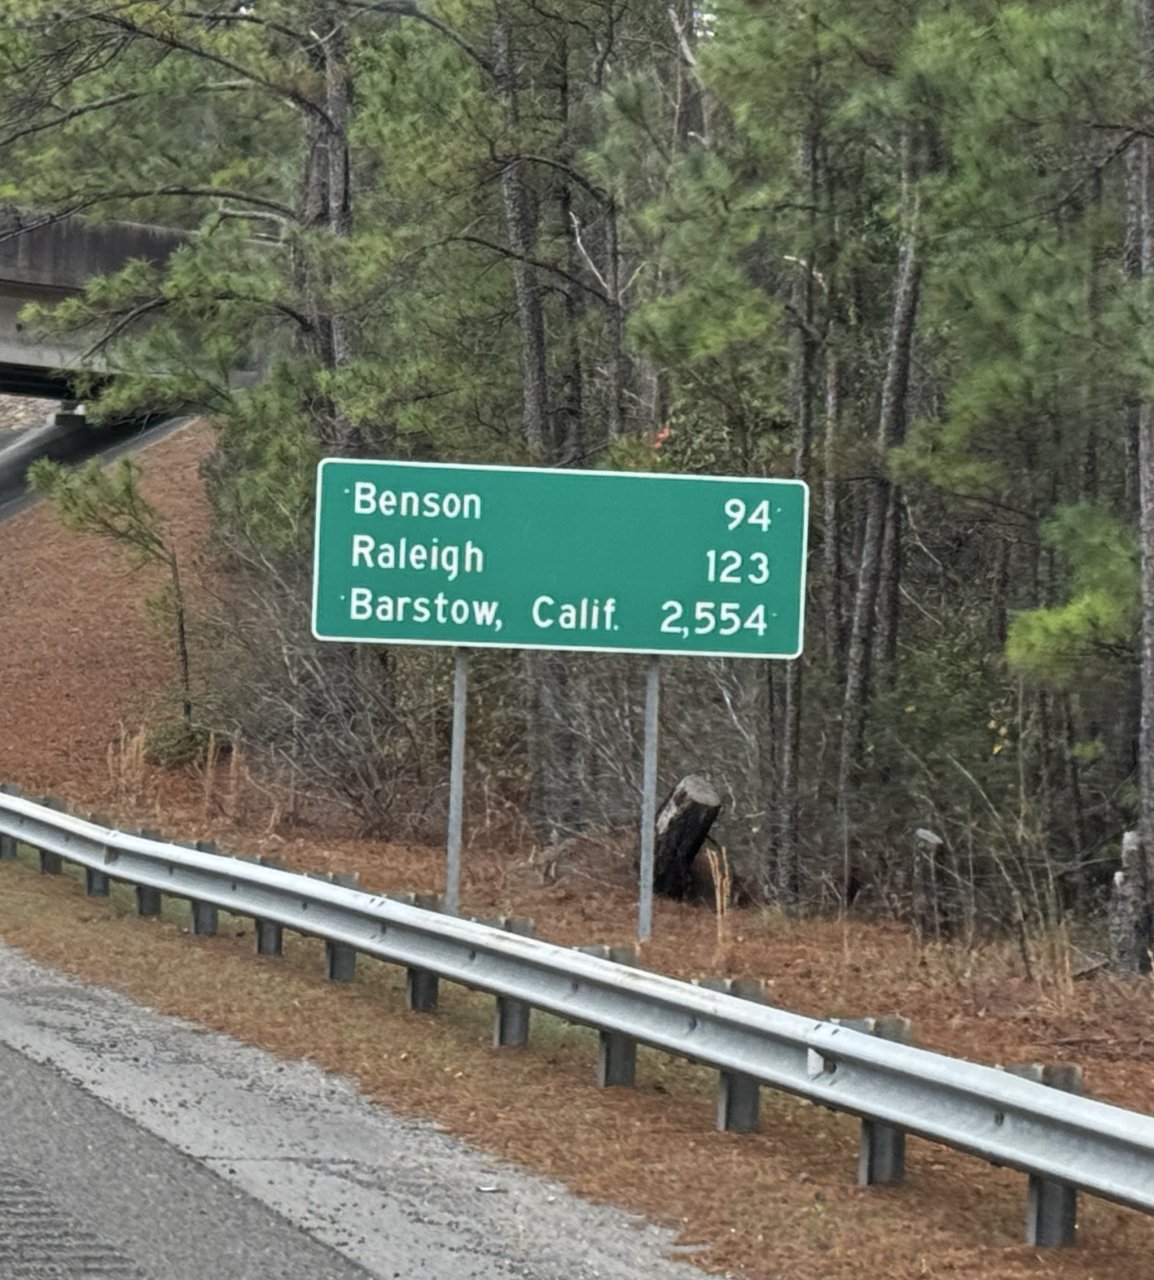 Benson 94
Raleigh 123
Barstow, Calif. 2,554